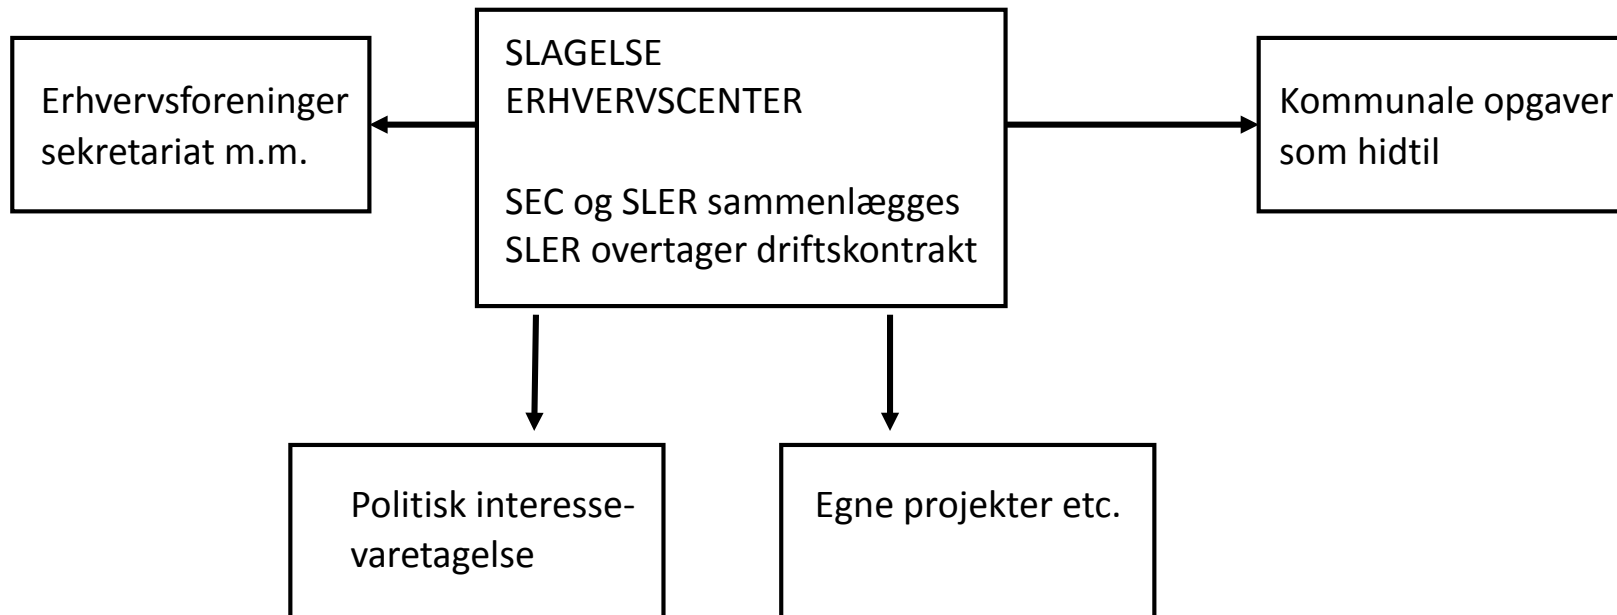 SLAGELSE
ERHVERVSCENTER
SEC og SLER sammenlægges
SLER overtager driftskontrakt
Erhvervsforeninger
sekretariat m.m.
Kommunale opgaver
som hidtil
Politisk interesse-
varetagelse
Egne projekter etc.